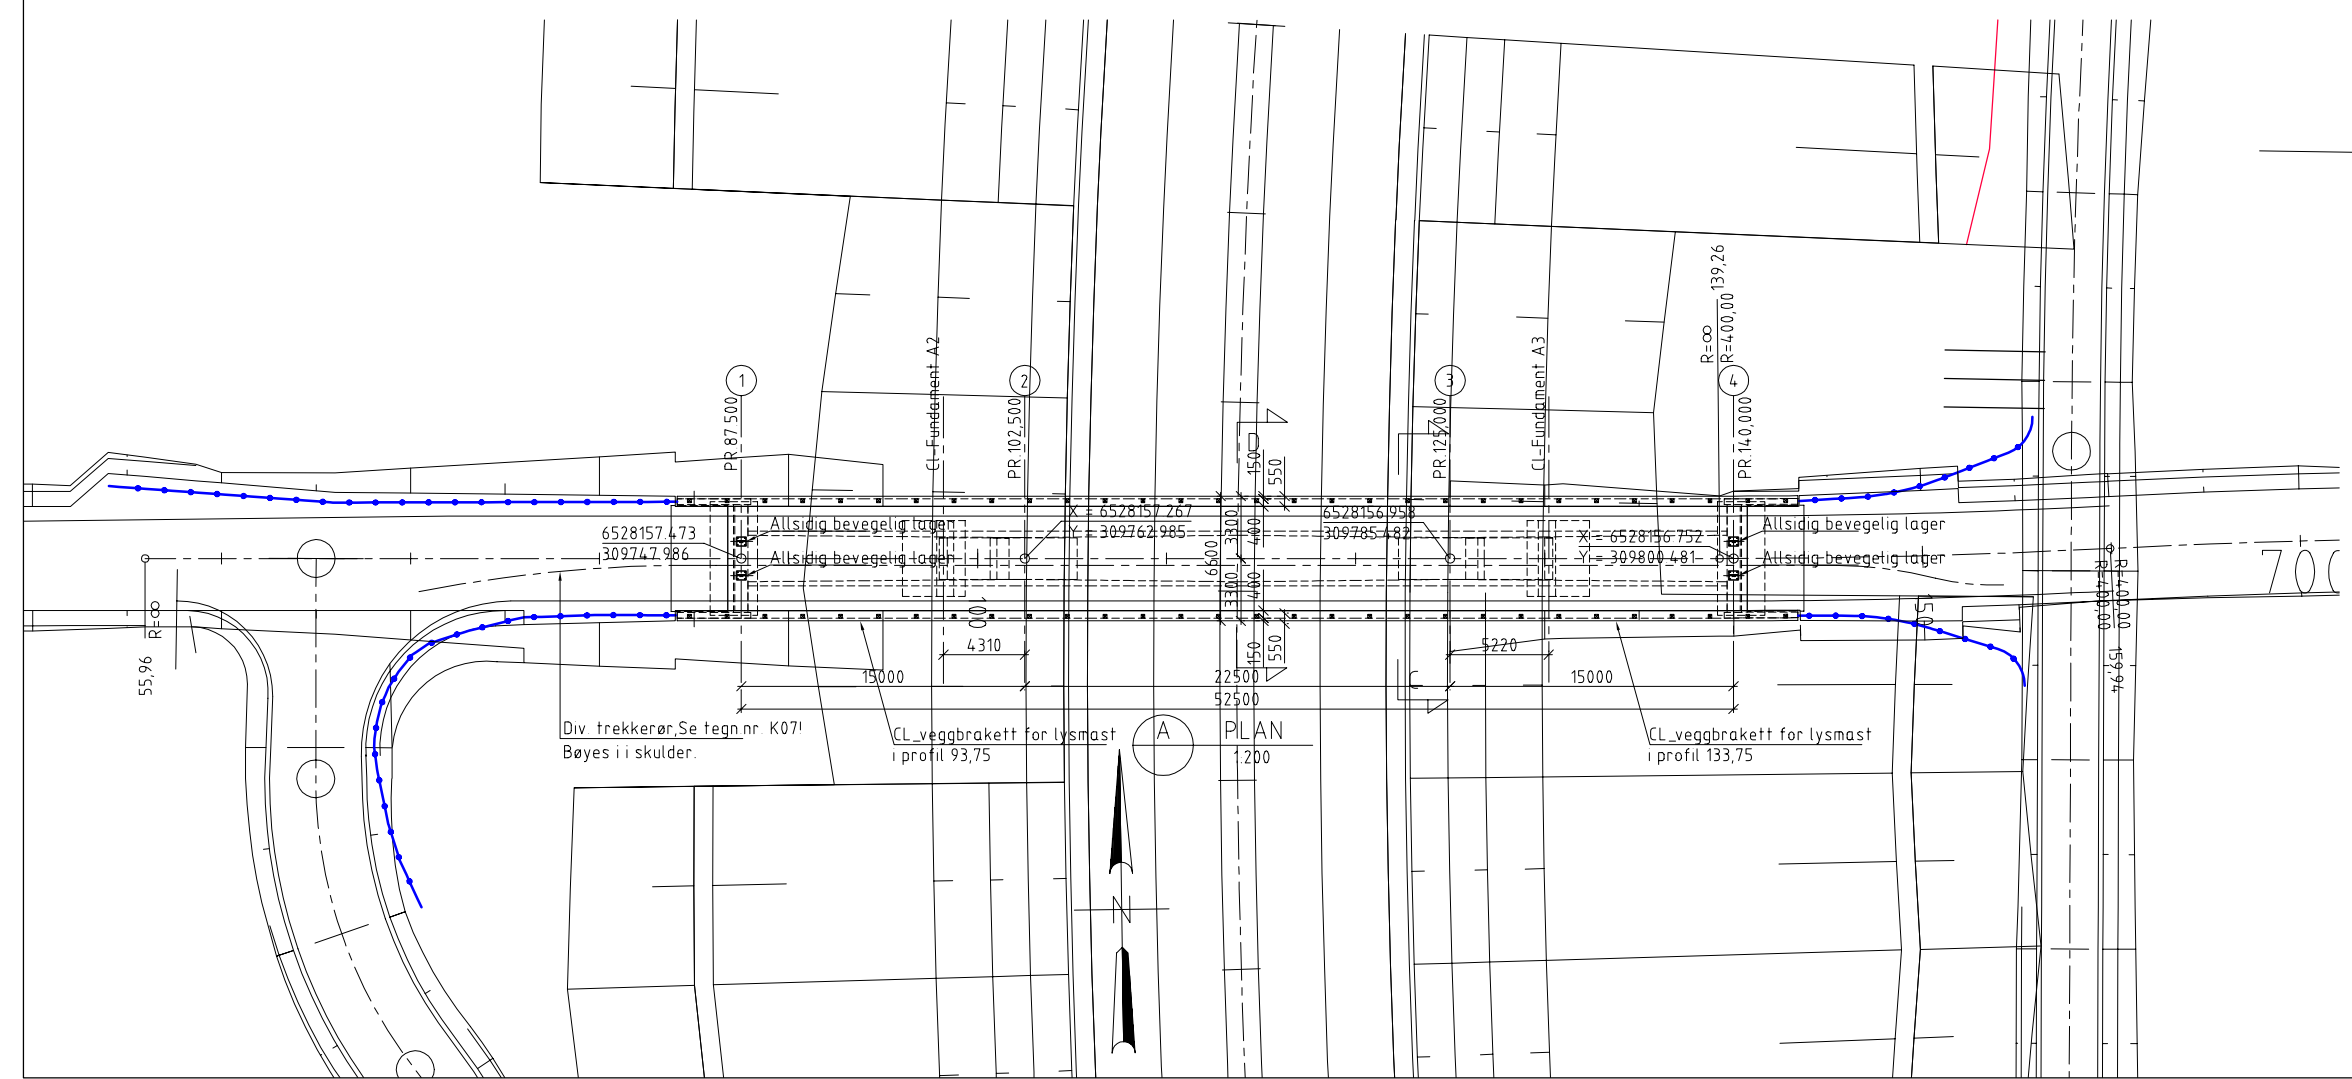 139,26
R=∞
R=400,00
1
2
3
4
PR.87.500
CL-Fundament A2
PR.102,500
PR.125,000
CL-Fundament A3
PR.140,000
D
150
550
X = 6528157.267
Y = 309762.985
6528156.958
309785.482
6528157.473
309747.986
Allsidig bevegelig lager
Allsidig bevegelig lager
X = 6528156.752
Y = 309800.481
Allsidig bevegelig lager
Allsidig bevegelig lager
3300
400
6600
3300
400
150
550
R=∞
55,96
R=400,00
R=400,00
159,94
4310
5220
15000
22500
15000
52500
C
Div. trekkerør,Se tegn.nr. K07!
Bøyes i i skulder.
CL_veggbrakett for lysmast
i profil 93,75
A
PLAN
1:200
CL_veggbrakett for lysmast
i profil 133,75
N